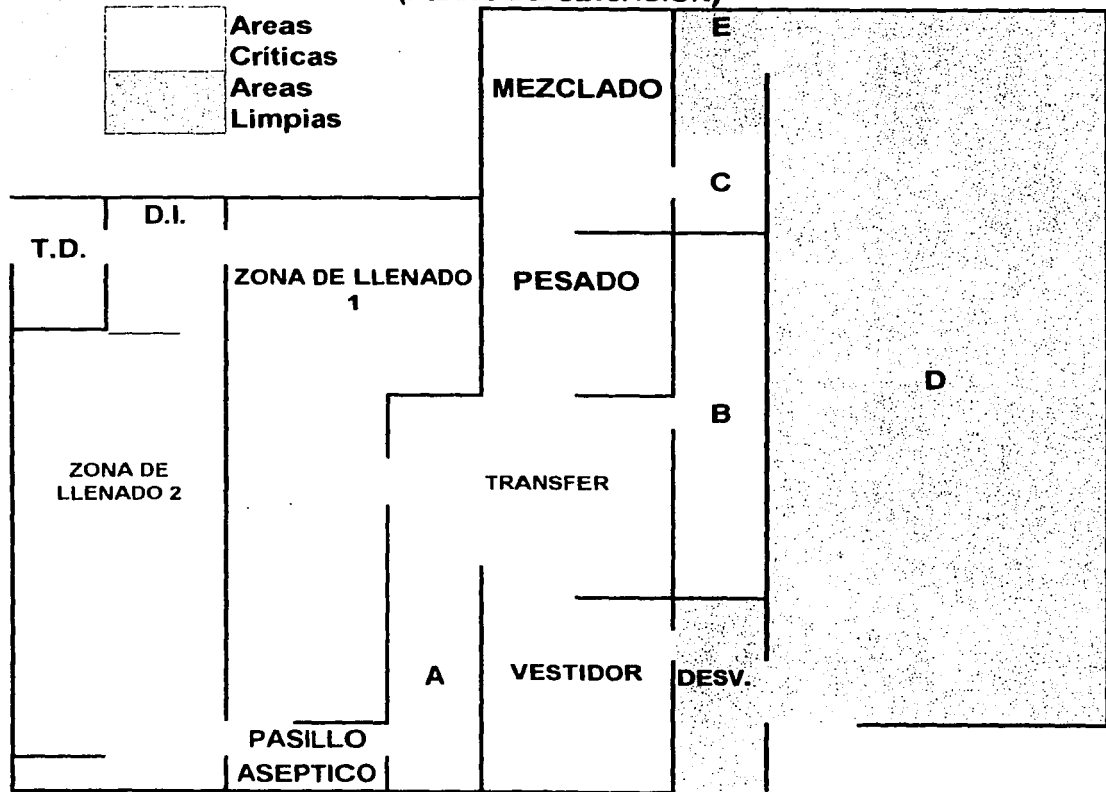 Areas
Críticas
Areas
Limpias
MEZCLADO
E
C
D.I.
T.D.
ZONA DE LLENADO
1
PESADO
D
B
ZONA DE
LLENADO 2
TRANSFER
A
VESTIDOR
DESV.
PASILLO
ASEPTICO